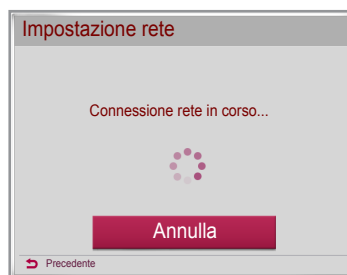 Impostazione rete
Connessione rete in corso...
Annulla
Precedente